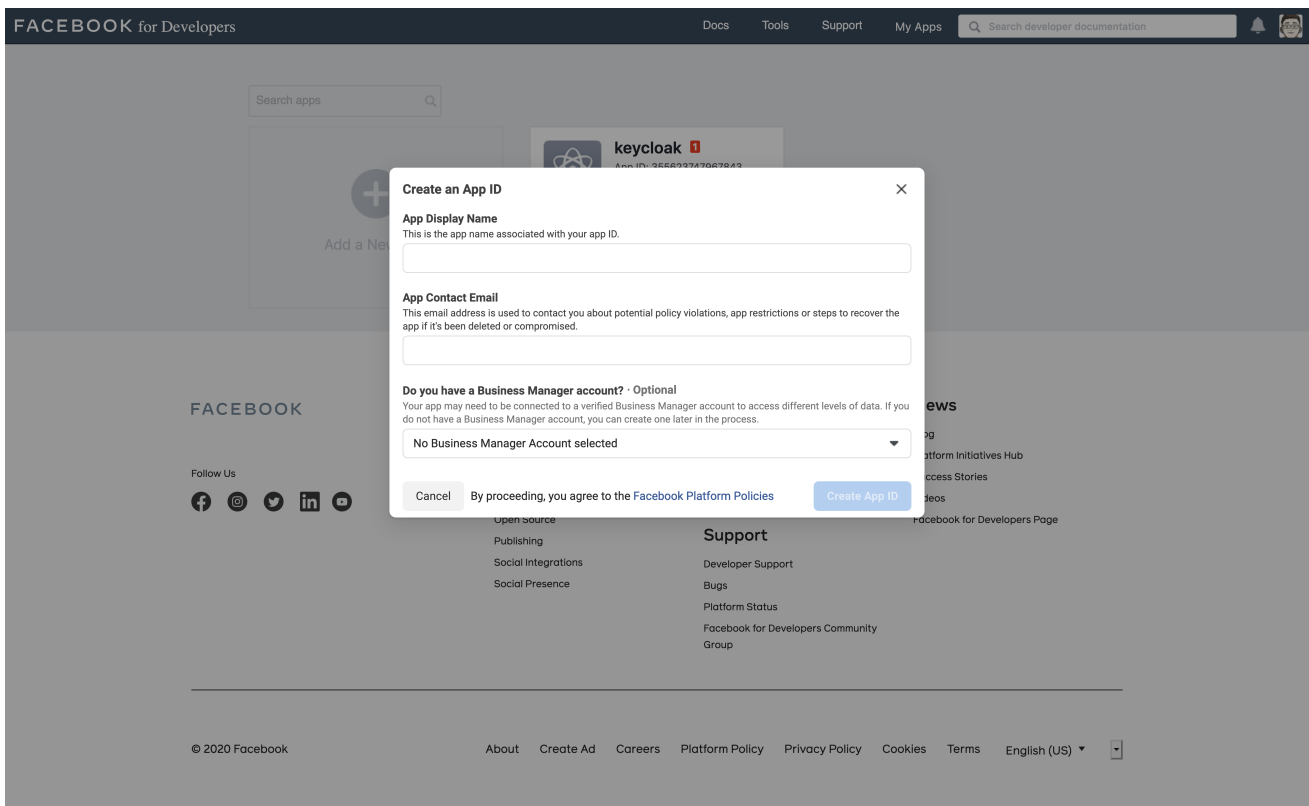 FACEBOOK for Developers
Docs
Tools
Support
My Apps
Search developer documentation
Search apps
Add a Ne
keycloak 1
App ID: 355623747967843
Create an App ID
App Display Name
This is the app name associated with your app ID.
App Contact Email
This email address is used to contact you about potential policy violations, app restrictions or steps to recover the
app if it's been deleted or compromised.
Do you have a Business Manager account? · Optional
Your app may need to be connected to a verified Business Manager account to access different levels of data. If you
do not have a Business Manager account, you can create one later in the process.
No Business Manager Account selected
Cancel
By proceeding, you agree to the Facebook Platform Policies
Create App ID
FACEBOOK
Follow Us
Open Source
Publishing
Social Integrations
Social Presence
Support
Developer Support
Bugs
Platform Status
Facebook for Developers Community
Group
ews
og
atform Initiatives Hub
ccess Stories
deos
Facebook for Developers Page
© 2020 Facebook
About
Create Ad
Careers
Platform Policy
Privacy Policy
Cookies
Terms
English (US)